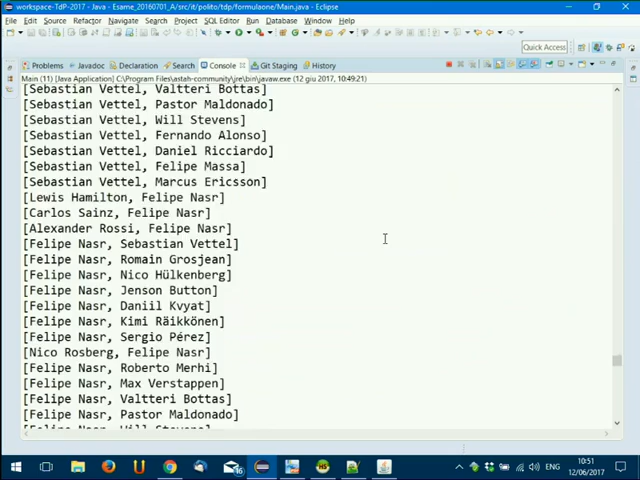 workspace-TdP-2017 - Java - Esame_20160701_A/src/it/polito/tdp/formulaone/Main.java - Eclipse
File Edit Source Refactor Navigate Search Project SQL Editor Run Database Window Help
Quick Access
Problems Javadoc Declaration Search Console Git Staging History
Main (11) [Java Application] C:\Program Files\astah-community\jre\bin\javaw.exe (12 giu 2017, 10:49:21)
[Sebastian Vettel, Valtteri Bottas]
[Sebastian Vettel, Pastor Maldonado]
[Sebastian Vettel, Will Stevens]
[Sebastian Vettel, Fernando Alonso]
[Sebastian Vettel, Daniel Ricciardo]
[Sebastian Vettel, Felipe Massa]
[Sebastian Vettel, Marcus Ericsson]
[Lewis Hamilton, Felipe Nasr]
[Carlos Sainz, Felipe Nasr]
[Alexander Rossi, Felipe Nasr]
[Felipe Nasr, Sebastian Vettel]
[Felipe Nasr, Romain Grosjean]
[Felipe Nasr, Nico Hülkenberg]
[Felipe Nasr, Jenson Button]
[Felipe Nasr, Daniil Kvyat]
[Felipe Nasr, Kimi Räikkönen]
[Felipe Nasr, Sergio Pérez]
[Nico Rosberg, Felipe Nasr]
[Felipe Nasr, Roberto Merhi]
[Felipe Nasr, Max Verstappen]
[Felipe Nasr, Valtteri Bottas]
[Felipe Nasr, Pastor Maldonado]
[Felipe Nasr, Will Stevens]
10:51
12/06/2017